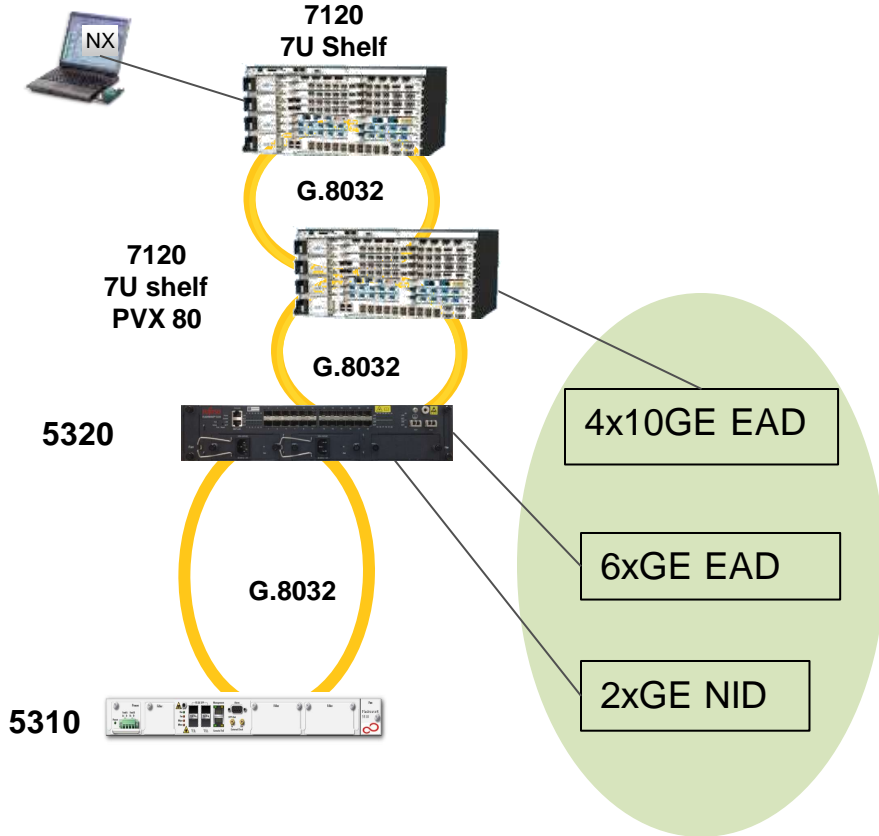 NX
7120
7U Shelf
G.8032
7120
7U shelf
PVX 80
G.8032
5320
4x10GE EAD
6xGE EAD
G.8032
2xGE NID
5310